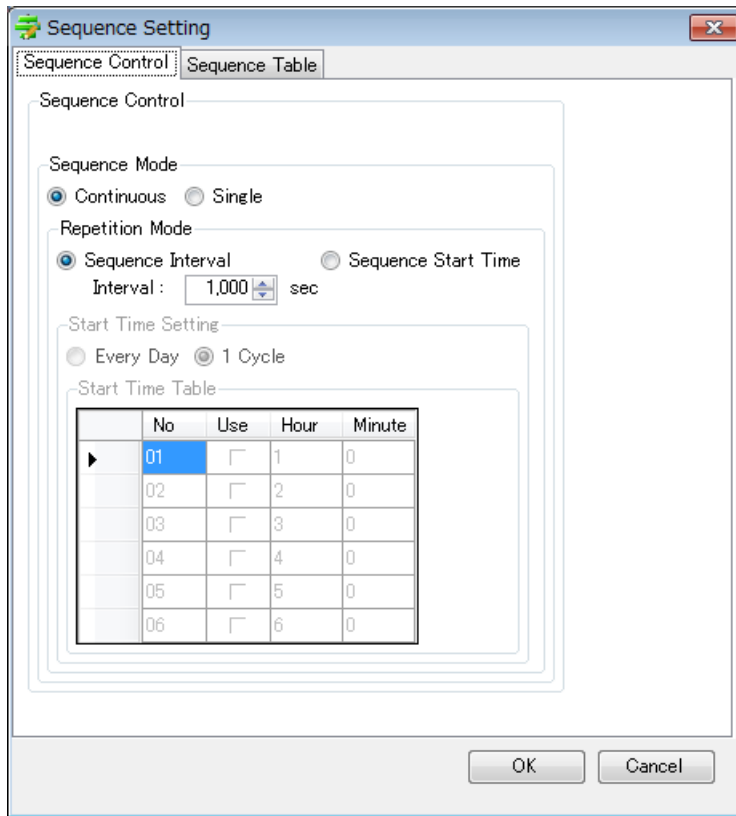 Sequence Setting
Sequence Control Sequence Table
Sequence Control
Sequence Mode
Continuous Single
Repetition Mode
Sequence Interval Sequence Start Time
Interval : 1,000 sec
Start Time Setting
Every Day 1 Cycle
Start Time Table
No Use Hour Minute
01 1 0
02 2 0
03 3 0
04 4 0
05 5 0
06 6 0
OK Cancel